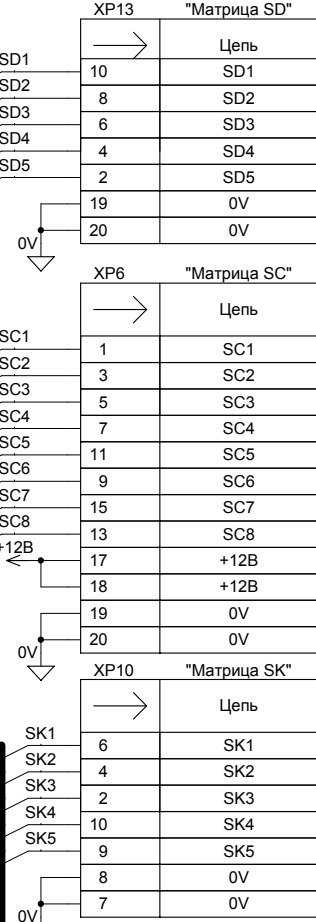 XP13 "Матрица SD"
Цепь
SD1 10 SD1
SD2 8 SD2
SD3 6 SD3
SD4 4 SD4
SD5 2 SD5
19 0V
0V 20 0V
XP6 "Матрица SC"
Цепь
SC1 1 SC1
SC2 3 SC2
SC3 5 SC3
SC4 7 SC4
SC5 11 SC5
SC6 9 SC6
SC7 15 SC7
SC8 13 SC8
+12В 17 +12В
18 +12В
19 0V
0V 20 0V
XP10 "Матрица SK"
Цепь
SK1 6 SK1
SK2 4 SK2
SK3 2 SK3
SK4 10 SK4
SK5 9 SK5
8 0V
0V 7 0V